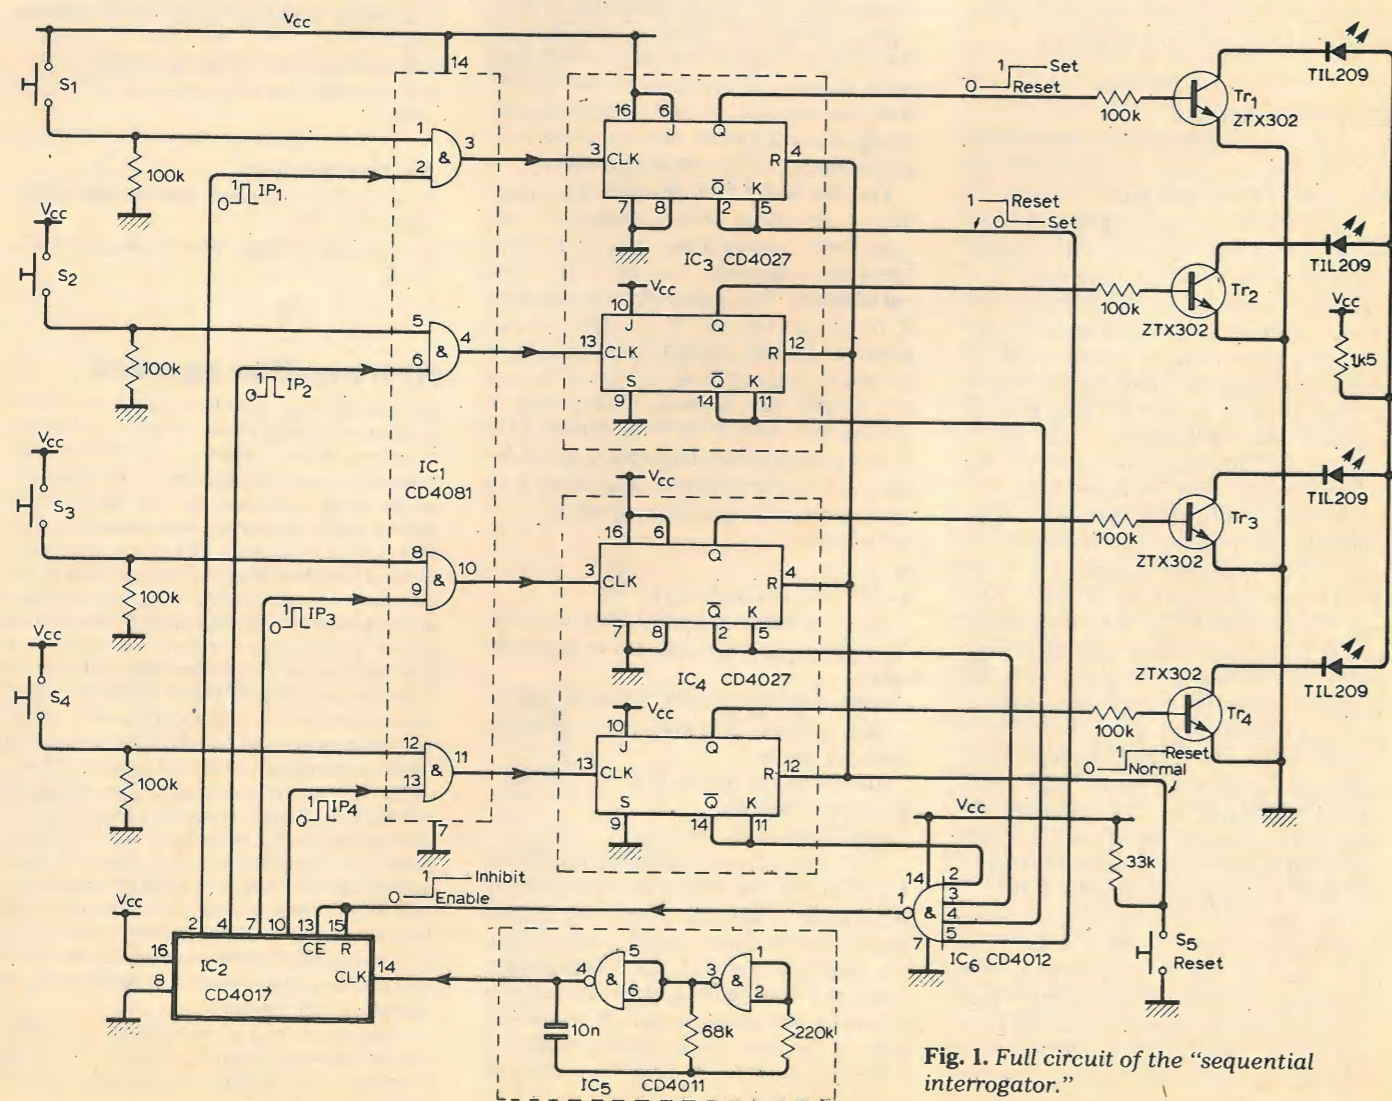 Vcc
S1
14
1
2
&
3
100k
0 1 IP1
16
6
J
Q
3
CLK
R
4
7
8
Q̅
2
K
5
IC3 CD4027
1 Set
0 Reset
100k
Tr1
ZTX302
TIL209
Vcc
S2
5
6
&
4
100k
0 1 IP2
Vcc
10
J
Q
13
CLK
R
12
S
9
Q̅
14
K
11
1 Reset
0 Set
100k
Tr2
ZTX302
TIL209
Vcc
1k5
IC1
CD4081
Vcc
S3
8
9
&
10
100k
0 1 IP3
Vcc
16
6
Q
3
CLK
R
4
7
8
Q̅
2
K
5
IC4 CD4027
100k
Tr3
ZTX302
TIL209
Vcc
S4
12
13
&
11
100k
0 1 IP4
7
Vcc
10
J
Q
13
CLK
R
12
S
9
Q̅
14
K
11
100k
ZTX302
Tr4
TIL209
1 Reset
0 Normal
1 Inhibit
0 Enable
Vcc
14
1
2
3
4
5
&
7
IC6 CD4012
33k
S5
Reset
Vcc
16
8
2
4
7
10
13
15
CE
R
IC2
CD4017
CLK
14
4
&
5
6
3
&
1
2
10n
68k
220k
IC5 CD4011
Fig. 1. Full circuit of the "sequential
interrogator."